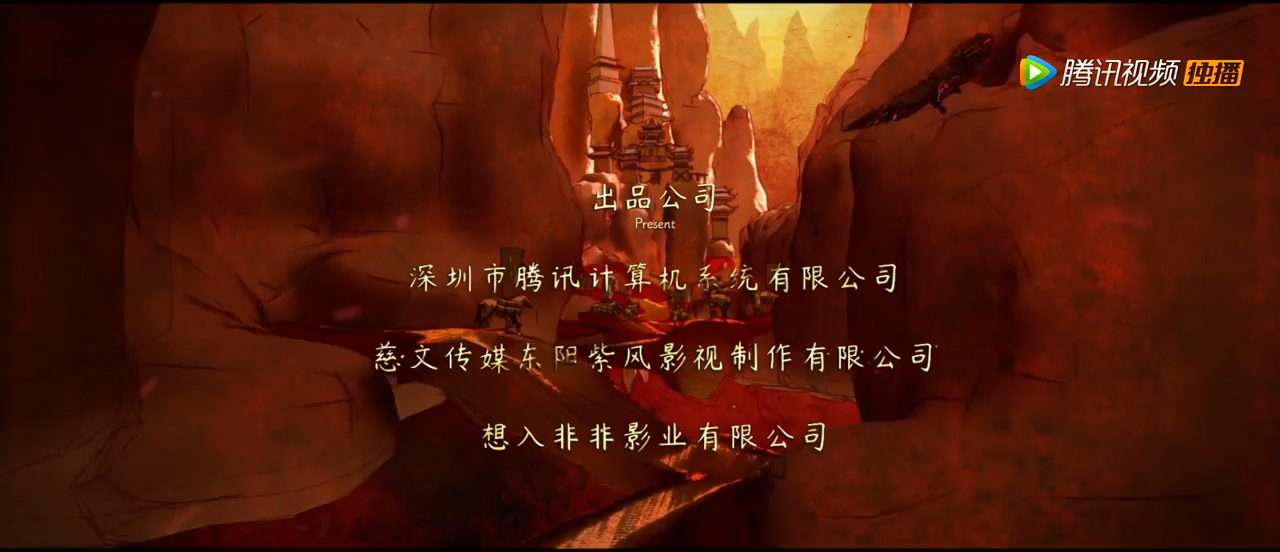 腾讯视频 独播
出品公司
Present
深圳市腾讯计算机系统有限公司
慈文传媒东阳紫风影视制作有限公司
想入非非影业有限公司